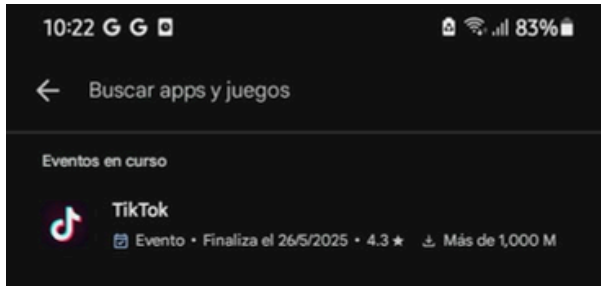 10:22 G G 83%
Buscar apps y juegos
Eventos en curso
TikTok
Evento • Finaliza el 26/5/2025 • 4.3 ★ Más de 1,000 M